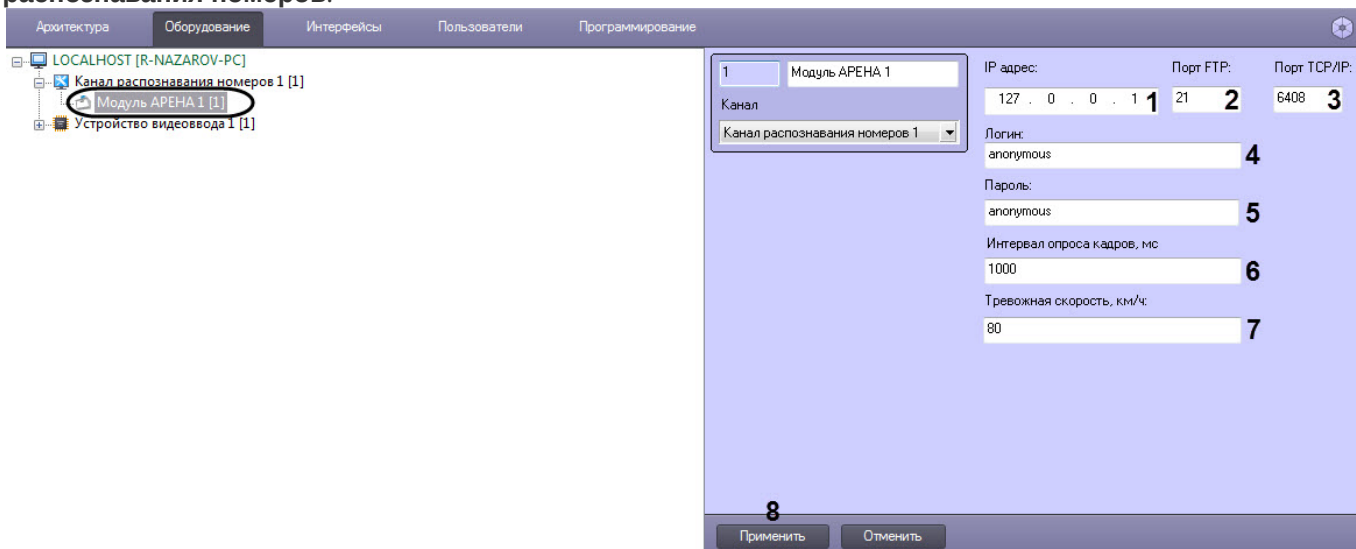 распознавания номеров.
Архитектура Оборудование Интерфейсы Пользователи Программирование
LOCALHOST [R-NAZAROV-PC]
Канал распознавания номеров 1 [1]
Модуль АРЕНА 1 [1]
Устройство видеоввода 1 [1]
1 Модуль АРЕНА 1
Канал
Канал распознавания номеров 1
IP адрес: Порт FTP: Порт TCP/IP:
127 . 0 . 0 . 1 1 21 2 6408 3
Логин:
anonymous 4
Пароль:
anonymous 5
Интервал опроса кадров, мс
1000 6
Тревожная скорость, км/ч:
80 7
8
Применить Отменить